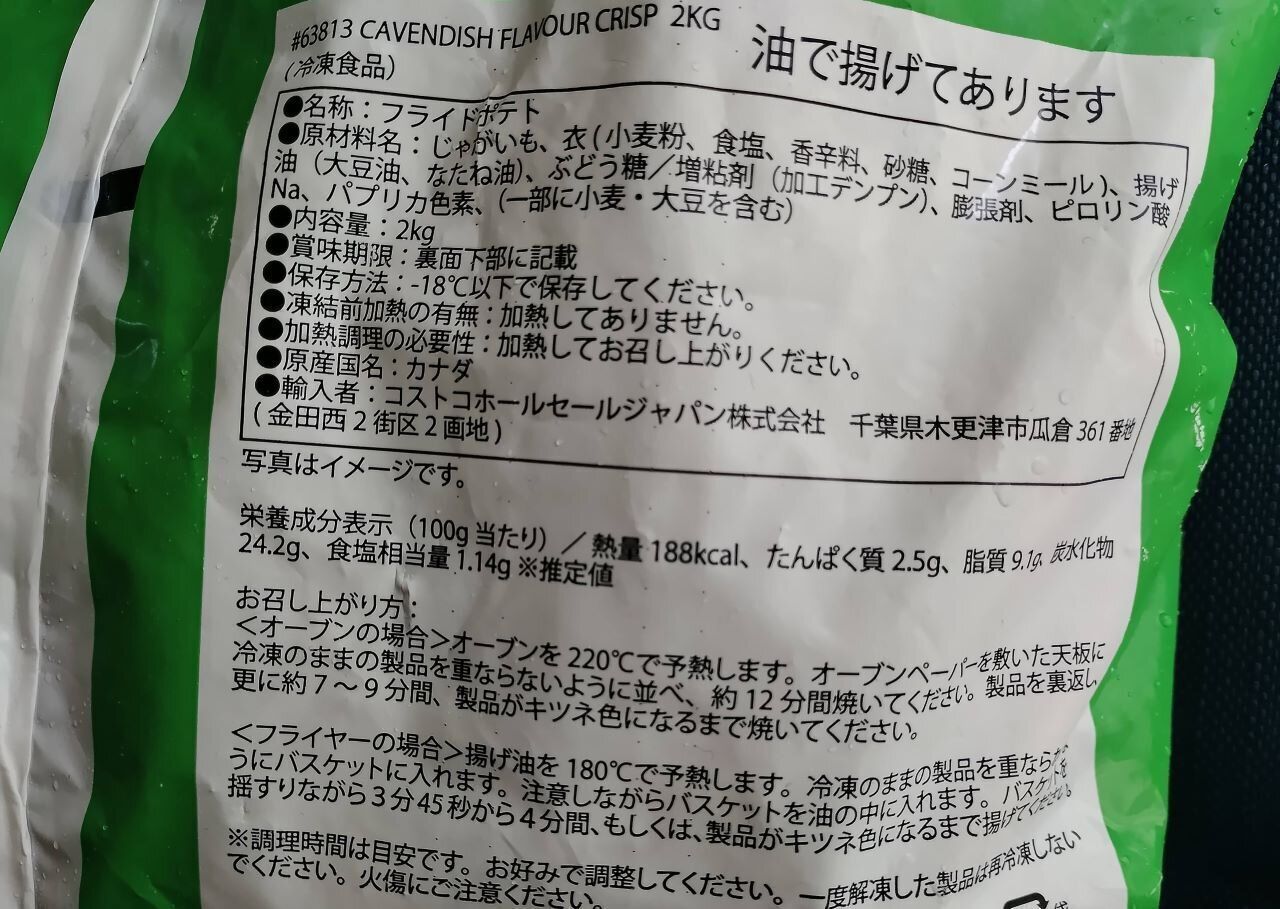 #63813 CAVENDISH FLAVOUR CRISP 2KG
(冷凍食品)
油で揚げてあります
●名称：フライドポテト
●原材料名：じゃがいも、衣(小麦粉、食塩、香辛料、砂糖、コーンミール)、揚げ
油（大豆油、なたね油）、ぶどう糖／増粘剤（加工デンプン）、膨張剤、ピロリン酸
Na、パプリカ色素、(一部に小麦・大豆を含む)
●内容量：2kg
●賞味期限：裏面下部に記載
●保存方法：-18℃以下で保存してください。
●凍結前加熱の有無：加熱してありません。
●加熱調理の必要性：加熱してお召し上がりください。
●原産国名：カナダ
●輸入者：コストコホールセールジャパン株式会社　千葉県木更津市瓜倉 361 番地
(金田西２街区２画地)
写真はイメージです。
栄養成分表示（100g 当たり）／熱量 188kcal、たんぱく質 2.5g、脂質 9.1g、炭水化物
24.2g、食塩相当量 1.14g ※推定値
お召し上がり方：
＜オーブンの場合＞オーブンを 220℃で予熱します。オーブンペーパーを敷いた天板に
冷凍のままの製品を重ならないように並べ、約 12 分間焼いてください。製品を裏返し
更に約７～９分間、製品がキツネ色になるまで焼いてください。
＜フライヤーの場合＞揚げ油を 180℃で予熱します。冷凍のままの製品を重ならな
うにバスケットに入れます。注意しながらバスケットを油の中に入れます。バスケットを
揺すりながら３分 45 秒から４分間、もしくは、製品がキツネ色になるまで揚げてください。
※調理時間は目安です。お好みで調整してください。一度解凍した製品は再冷凍しない
でください。火傷にご注意ください。